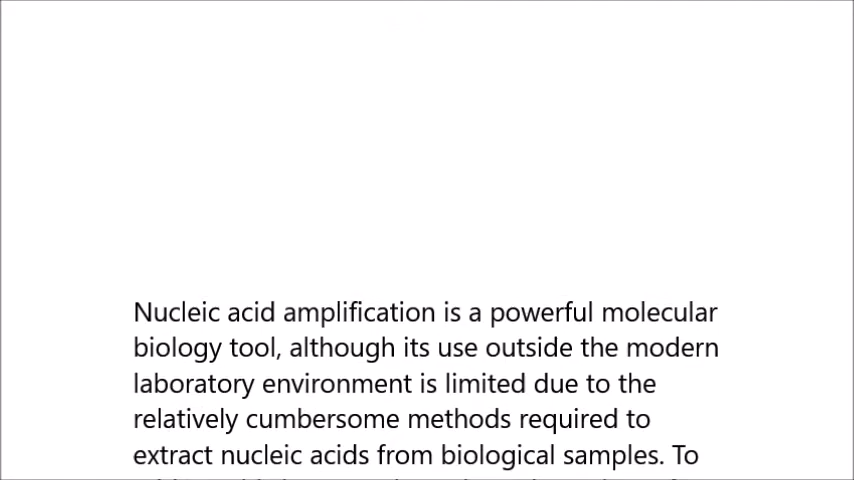 Nucleic acid amplification is a powerful molecular
biology tool, although its use outside the modern
laboratory environment is limited due to the
relatively cumbersome methods required to
extract nucleic acids from biological samples. To